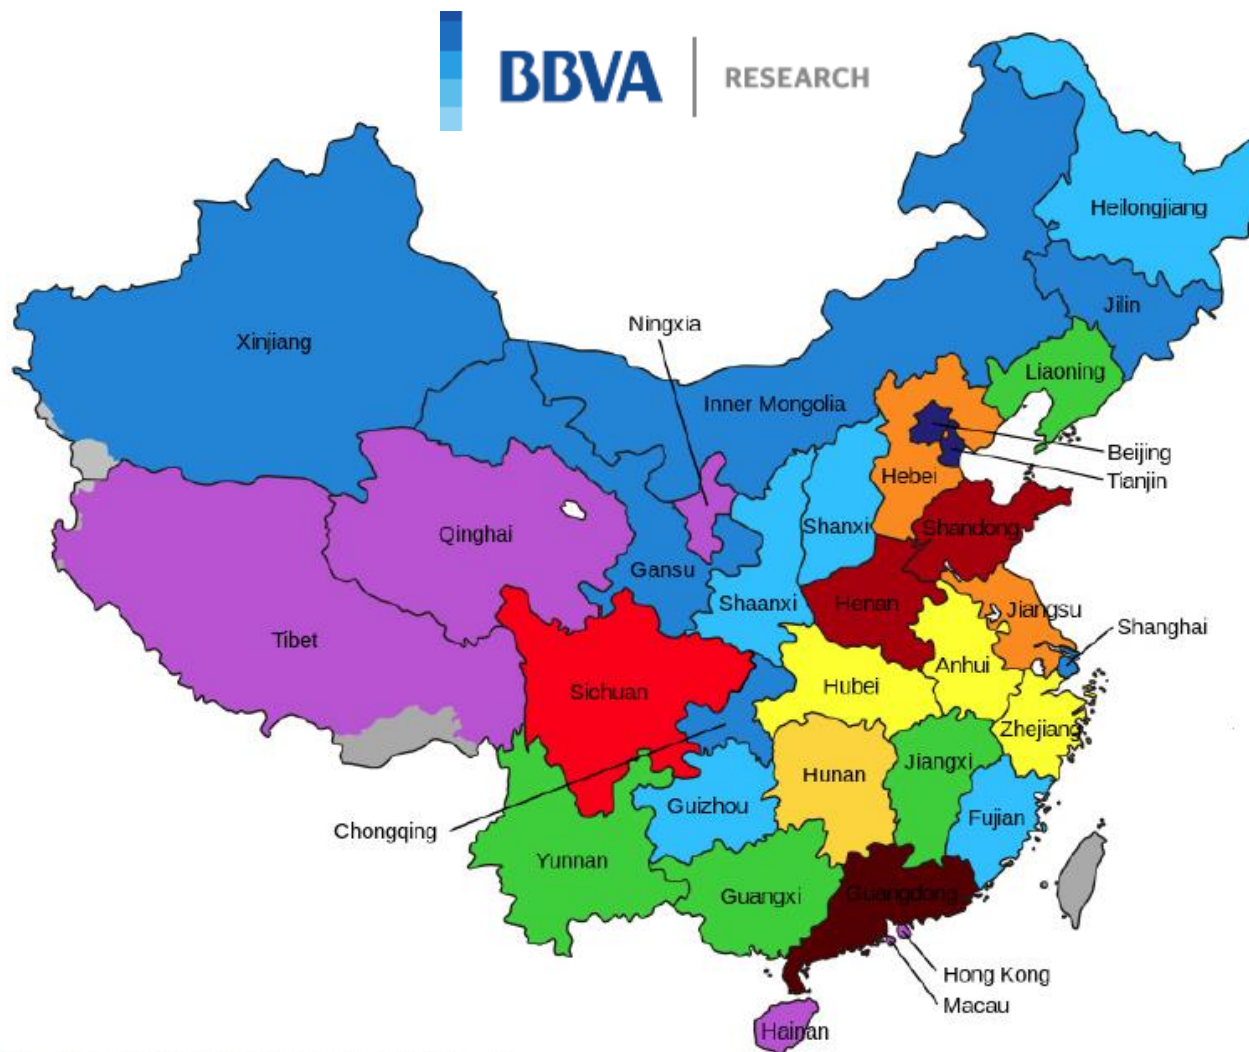 BBVA
RESEARCH
Heilongjiang
Jilin
Ningxia
Xinjiang
Liaoning
Inner Mongolia
Beijing
Hebei
Tianjin
Shandong
Shanxi
Qinghai
Gansu
Shaanxi
Henan
Jiangsu
Shanghai
Tibet
Anhui
Sichuan
Hubei
Zhejiang
Jiangxi
Hunan
Guizhou
Fujian
Chongqing
Yunnan
Guangxi
Guangdong
Hong Kong
Macau
Hainan